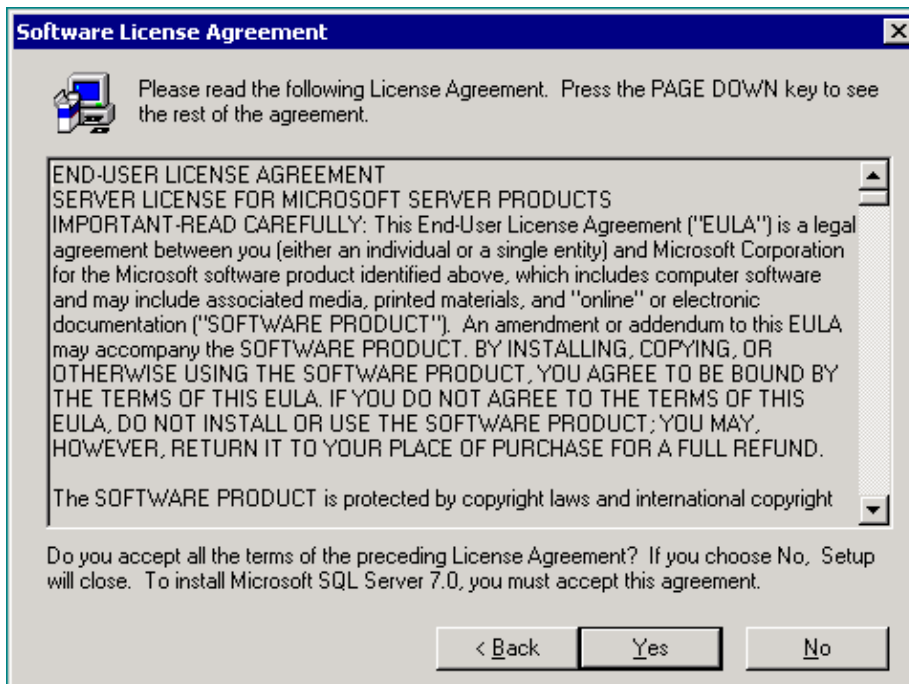 Software License Agreement
Please read the following License Agreement.  Press the PAGE DOWN key to see
the rest of the agreement.
END-USER LICENSE AGREEMENT
SERVER LICENSE FOR MICROSOFT SERVER PRODUCTS
IMPORTANT-READ CAREFULLY: This End-User License Agreement ("EULA") is a legal
agreement between you (either an individual or a single entity) and Microsoft Corporation
for the Microsoft software product identified above, which includes computer software
and may include associated media, printed materials, and "online" or electronic
documentation ("SOFTWARE PRODUCT").  An amendment or addendum to this EULA
may accompany the SOFTWARE PRODUCT. BY INSTALLING, COPYING, OR
OTHERWISE USING THE SOFTWARE PRODUCT, YOU AGREE TO BE BOUND BY
THE TERMS OF THIS EULA. IF YOU DO NOT AGREE TO THE TERMS OF THIS
EULA, DO NOT INSTALL OR USE THE SOFTWARE PRODUCT; YOU MAY,
HOWEVER, RETURN IT TO YOUR PLACE OF PURCHASE FOR A FULL REFUND.
The SOFTWARE PRODUCT is protected by copyright laws and international copyright
Do you accept all the terms of the preceding License Agreement?  If you choose No,  Setup
will close.  To install Microsoft SQL Server 7.0, you must accept this agreement.
< Back
Yes
No